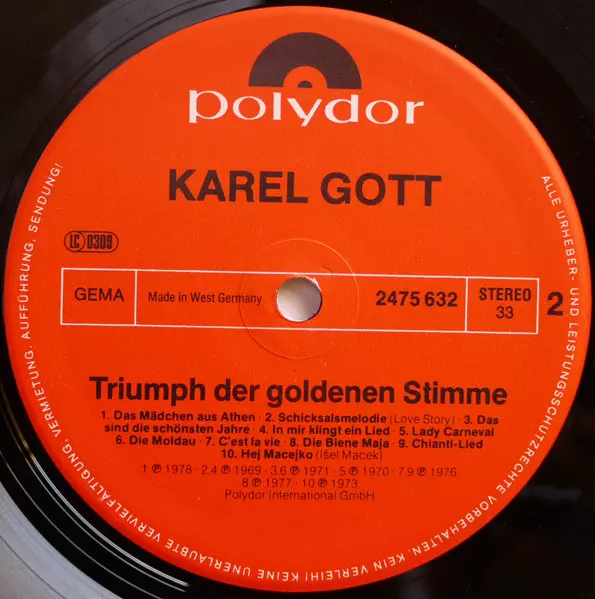 polydor
KAREL GOTT
LC 0309
GEMA
Made in West Germany
2475 632
STEREO
33
2
Triumph der goldenen Stimme
1. Das Mädchen aus Athen · 2. Schicksalsmelodie (Love Story) · 3. Das
sind die schönsten Jahre · 4. In mir klingt ein Lied · 5. Lady Carneval
6. Die Moldau · 7. C'est la vie · 8. Die Biene Maja · 9. Chianti-Lied
10. Hej Macejko (Išel Macek)
1 ℗ 1978 · 2.4 ℗ 1969 · 3.6 ℗ 1971 · 5 ℗ 1970 · 7.9 ℗ 1976
8 ℗ 1977 · 10 ℗ 1973
Polydor International GmbH
ALLE URHEBER- UND LEISTUNGSSCHUTZRECHTE VORBEHALTEN. KEIN VERLEIH! KEINE UNERLAUBTE VERVIELFÄLTIGUNG, VERMIETUNG, AUFFÜHRUNG, SENDUNG!